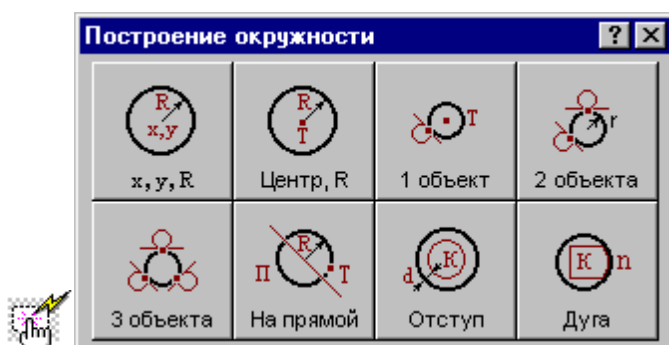 Построение окружности ? X
R x,y
R T
T
r
x, y, R Центр, R 1 объект 2 объекта
П R Т
d К
К n
3 объекта На прямой Отступ Дуга